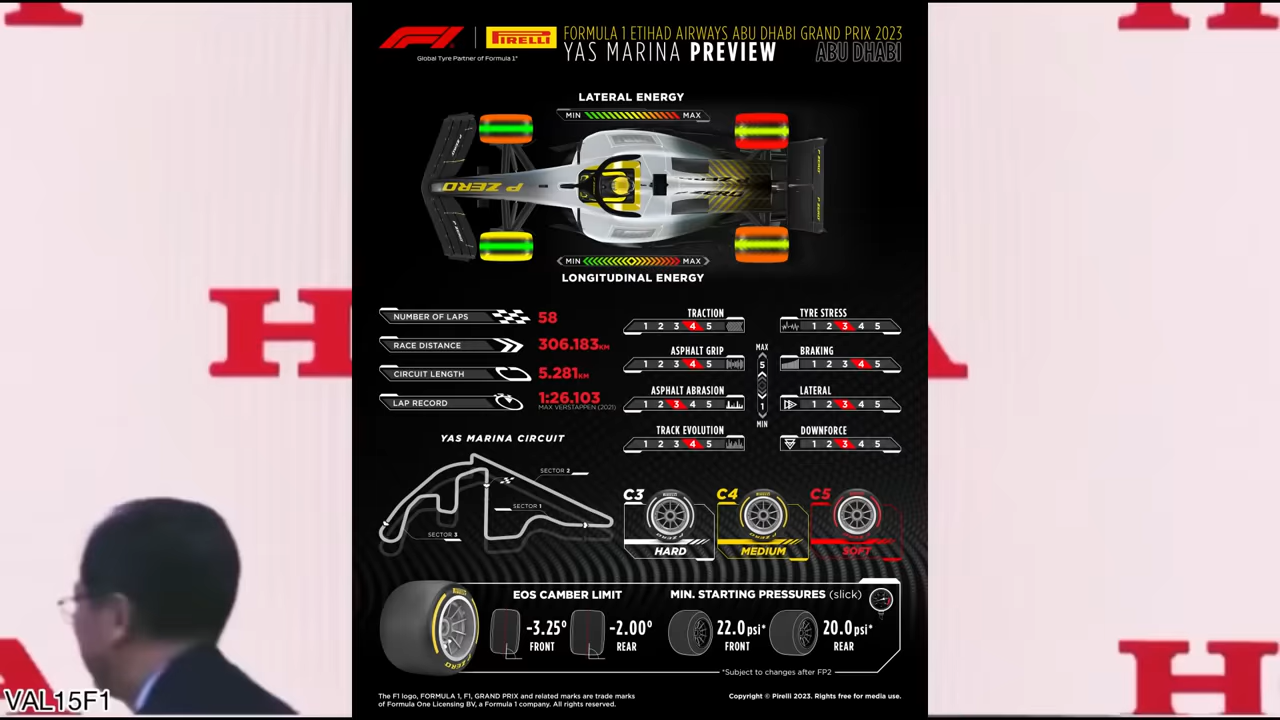 F1 | PIRELLI
Global Tyre Partner of Formula 1®
FORMULA 1 ETIHAD AIRWAYS ABU DHABI GRAND PRIX 2023
YAS MARINA PREVIEW ABU DHABI
LATERAL ENERGY
MIN MAX
P ZERO
MIN MAX
LONGITUDINAL ENERGY
NUMBER OF LAPS 58
RACE DISTANCE 306.183KM
CIRCUIT LENGTH 5.281KM
LAP RECORD 1:26.103
MAX VERSTAPPEN (2021)
TRACTION
1 2 3 4 5
TYRE STRESS
1 2 3 4 5
ASPHALT GRIP
1 2 3 4 5
BRAKING
1 2 3 4 5
ASPHALT ABRASION
1 2 3 4 5
LATERAL
1 2 3 4 5
TRACK EVOLUTION
1 2 3 4 5
DOWNFORCE
1 2 3 4 5
MAX
5
1
MIN
YAS MARINA CIRCUIT
SECTOR 2
SECTOR 1
SECTOR 3
C3 C4 C5
HARD MEDIUM SOFT
EOS CAMBER LIMIT
-3.25º -2.00º
FRONT REAR
MIN. STARTING PRESSURES (slick)
22.0psi* 20.0psi*
FRONT REAR
*Subject to changes after FP2
P ZERO
The F1 logo, FORMULA 1, F1, GRAND PRIX and related marks are trade marks
of Formula One Licensing BV, a Formula 1 company. All rights reserved.
Copyright © Pirelli 2023. Rights free for media use.
H
H
VAL15F1